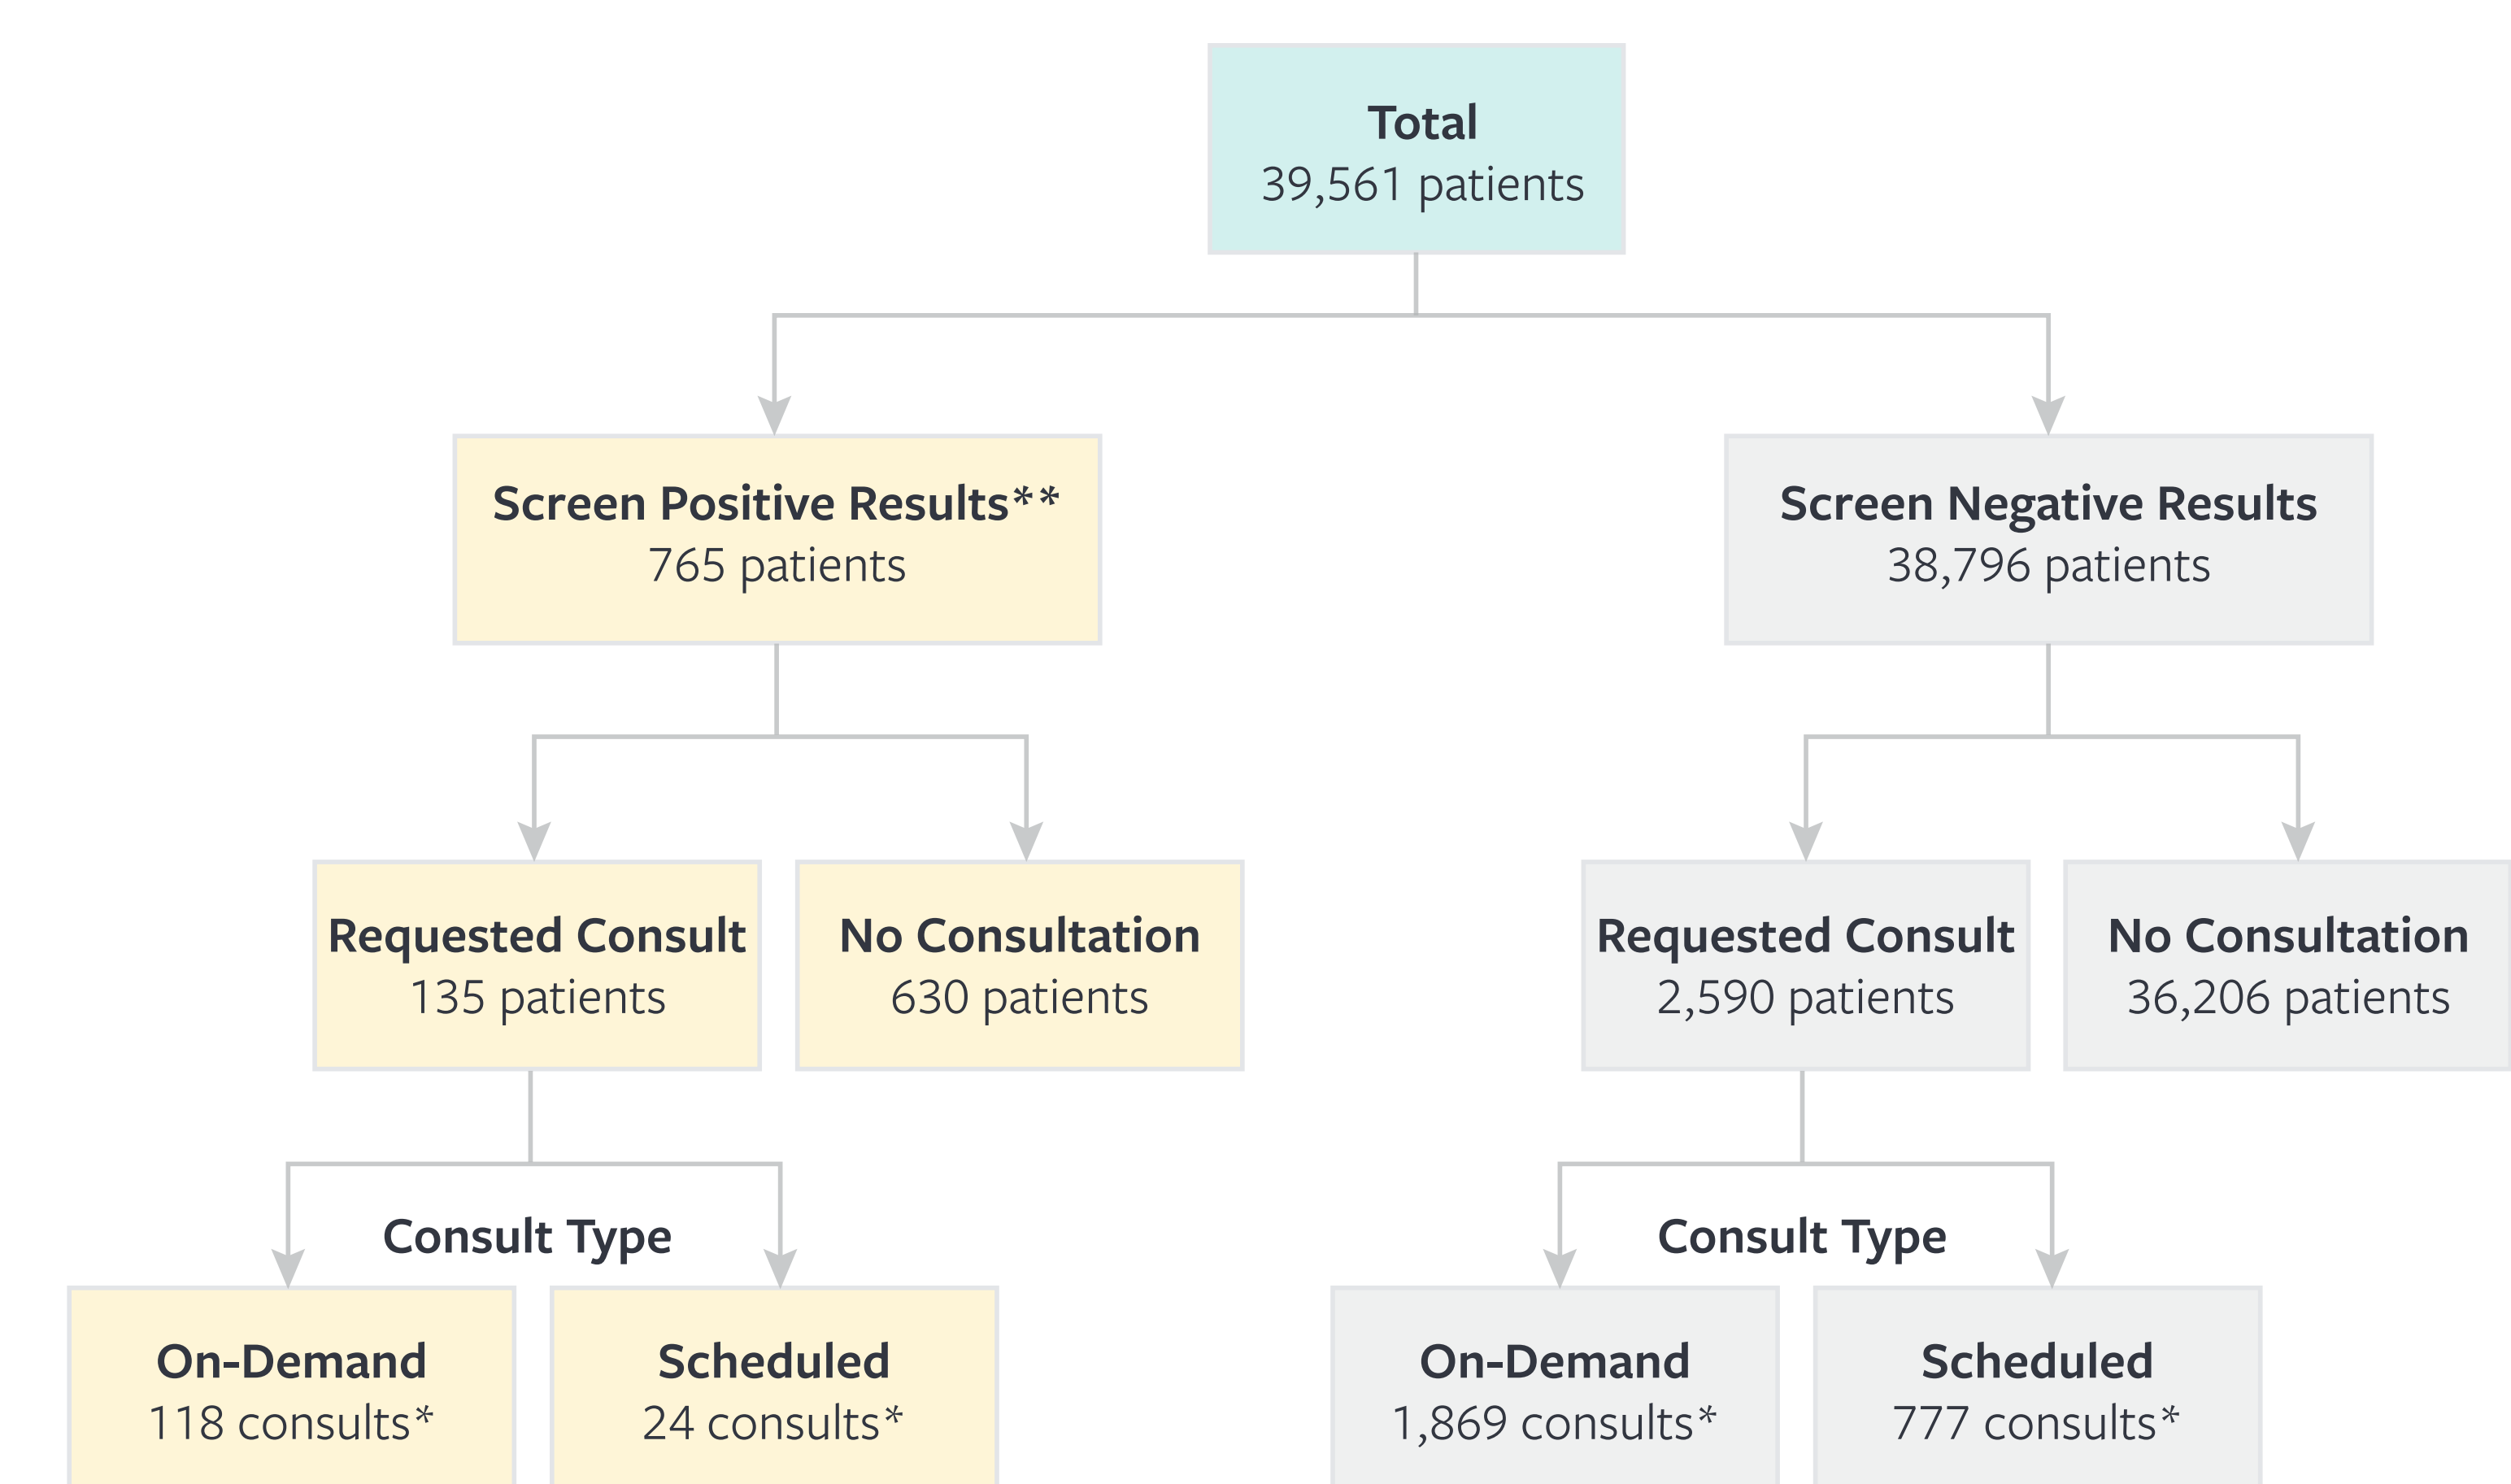 Total
39,561 patients
Screen Positive Results**
765 patients
Screen Negative Results
38,796 patients
Requested Consult
135 patients
No Consultation
630 patients
Requested Consult
2,590 patients
No Consultation
36,206 patients
Consult Type
Consult Type
On-Demand
118 consults*
Scheduled
24 consults*
On-Demand
1,869 consults*
Scheduled
777 consults*